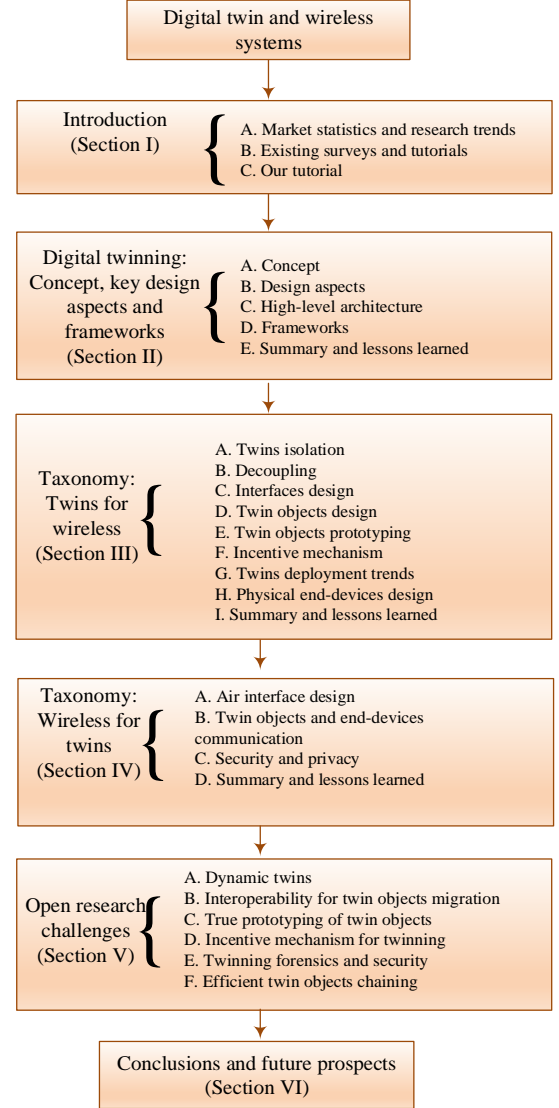 Digital twin and wireless
systems
Introduction
(Section I)
A. Market statistics and research trends
B. Existing surveys and tutorials
C. Our tutorial
Digital twinning:
Concept, key design
aspects and
frameworks
(Section II)
A. Concept
B. Design aspects
C. High-level architecture
D. Frameworks
E. Summary and lessons learned
Taxonomy:
Twins for
wireless
(Section III)
A. Twins isolation
B. Decoupling
C. Interfaces design
D. Twin objects design
E. Twin objects prototyping
F. Incentive mechanism
G. Twins deployment trends
H. Physical end-devices design
I. Summary and lessons learned
Taxonomy:
Wireless for
twins
(Section IV)
A. Air interface design
B. Twin objects and end-devices
communication
C. Security and privacy
D. Summary and lessons learned
Open research
challenges
(Section V)
A. Dynamic twins
B. Interoperability for twin objects migration
C. True prototyping of twin objects
D. Incentive mechanism for twinning
E. Twinning forensics and security
F. Efficient twin objects chaining
Conclusions and future prospects
(Section VI)